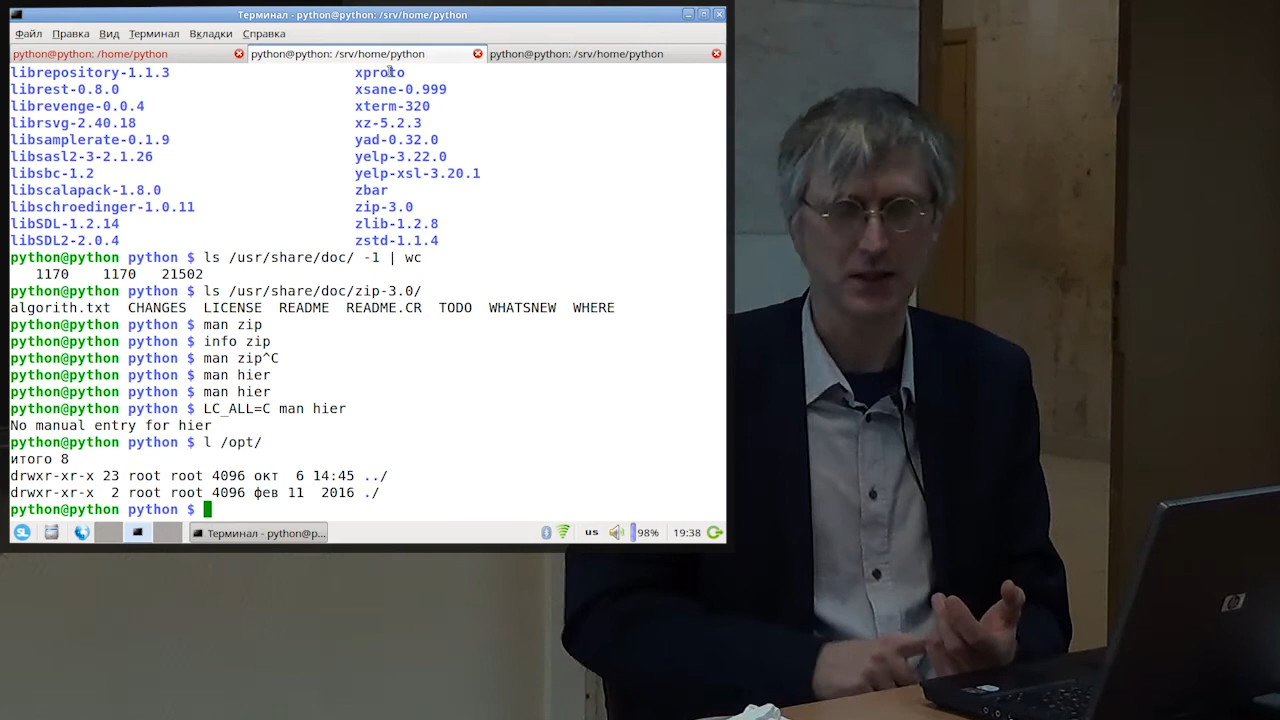 Терминал - python@python: /srv/home/python
Файл Правка Вид Терминал Вкладки Справка
python@python: /home/python python@python: /srv/home/python python@python: /srv/home/python
librepository-1.1.3 xproto
librest-0.8.0 xsane-0.999
librevenge-0.0.4 xterm-320
librsvg-2.40.18 xz-5.2.3
libsamplerate-0.1.9 yad-0.32.0
libsasl2-3-2.1.26 yelp-3.22.0
libsbc-1.2 yelp-xsl-3.20.1
libscalapack-1.8.0 zbar
libschroedinger-1.0.11 zip-3.0
libSDL-1.2.14 zlib-1.2.8
libSDL2-2.0.4 zstd-1.1.4
python@python python $ ls /usr/share/doc/ -1 | wc
1170 1170 21502
python@python python $ ls /usr/share/doc/zip-3.0/
algorith.txt CHANGES LICENSE README README.CR TODO WHATSNEW WHERE
python@python python $ man zip
python@python python $ info zip
python@python python $ man zip^C
python@python python $ man hier
python@python python $ man hier
python@python python $ LC_ALL=C man hier
No manual entry for hier
python@python python $ l /opt/
итого 8
drwxr-xr-x 23 root root 4096 окт 6 14:45 ../
drwxr-xr-x 2 root root 4096 фев 11 2016 ./
python@python python $
Терминал - python@p... us 98% 19:38
hp